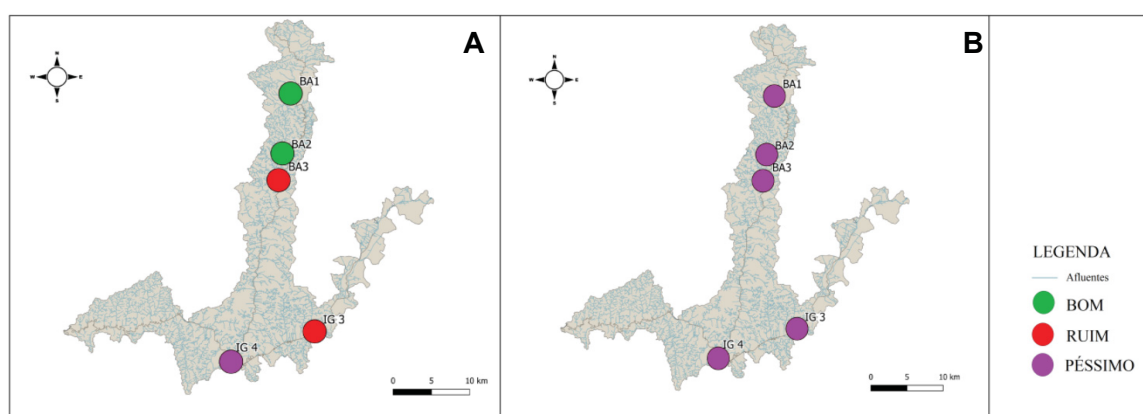 A
N
W E
S
BA1
BA2
BA3
IG 3
IG 4
0 5 10 km
B
N
W E
S
BA1
BA2
BA3
IG 3
IG 4
0 5 10 km
LEGENDA
Afluentes
BOM
RUIM
PÉSSIMO